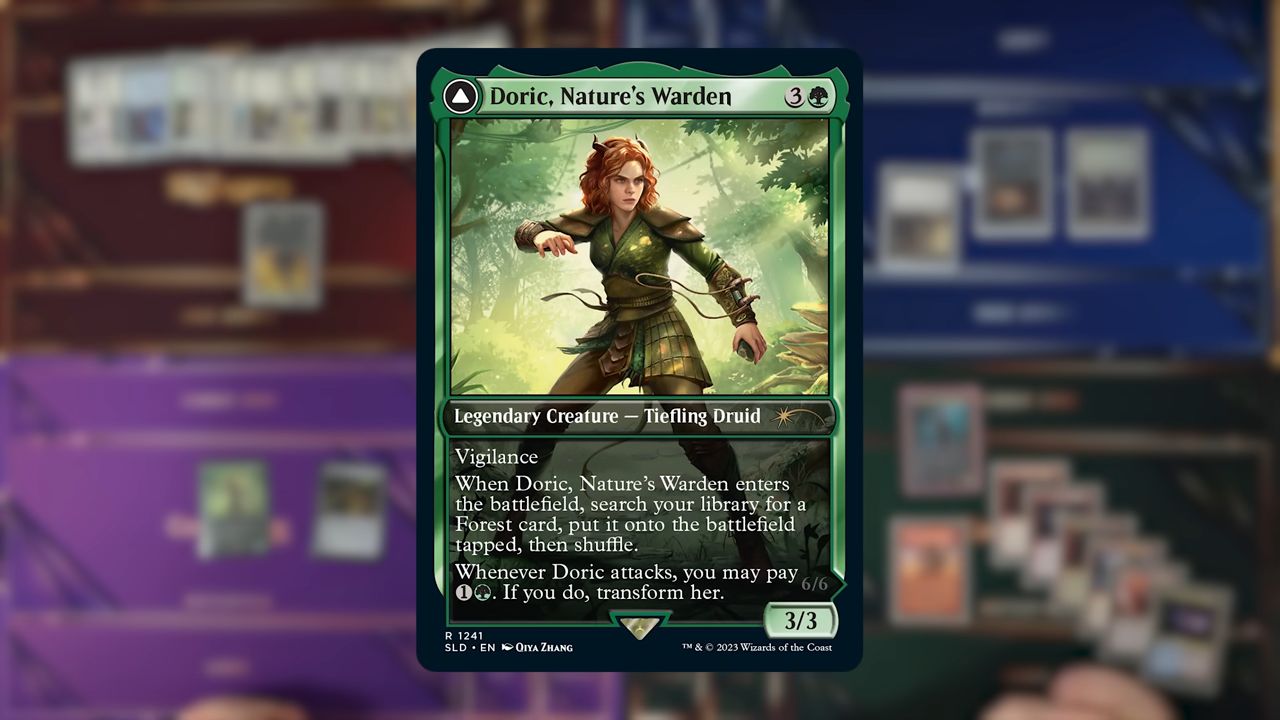 Doric, Nature's Warden 3
Legendary Creature — Tiefling Druid
Vigilance
When Doric, Nature's Warden enters
the battlefield, search your library for a
Forest card, put it onto the battlefield
tapped, then shuffle.
Whenever Doric attacks, you may pay
1. If you do, transform her.
6/6
3/3
R 1241
SLD • EN Qiya Zhang
™ & © 2023 Wizards of the Coast